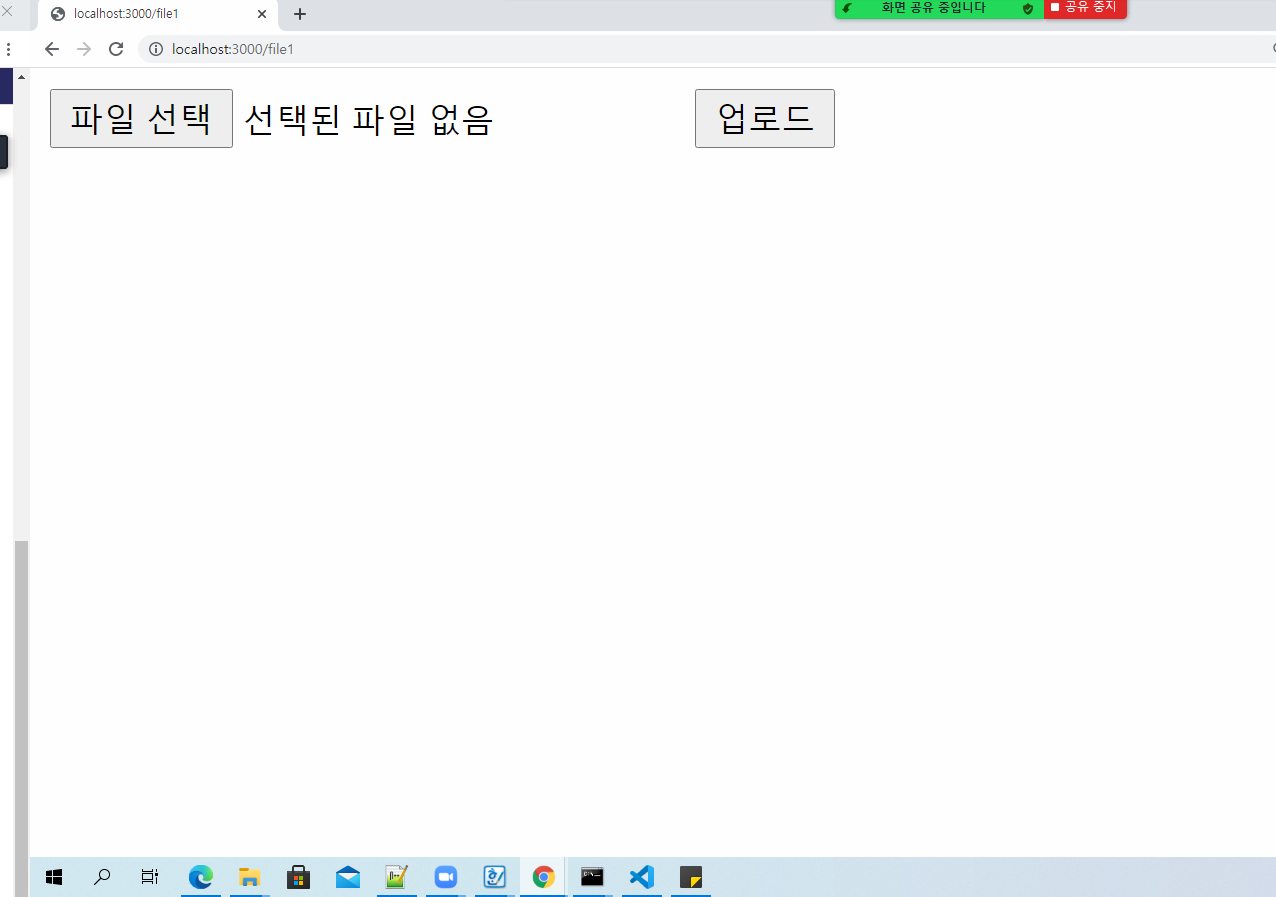 localhost:3000/file1
화면 공유 중입니다
공유 중지
localhost:3000/file1
파일 선택 선택된 파일 없음
업로드